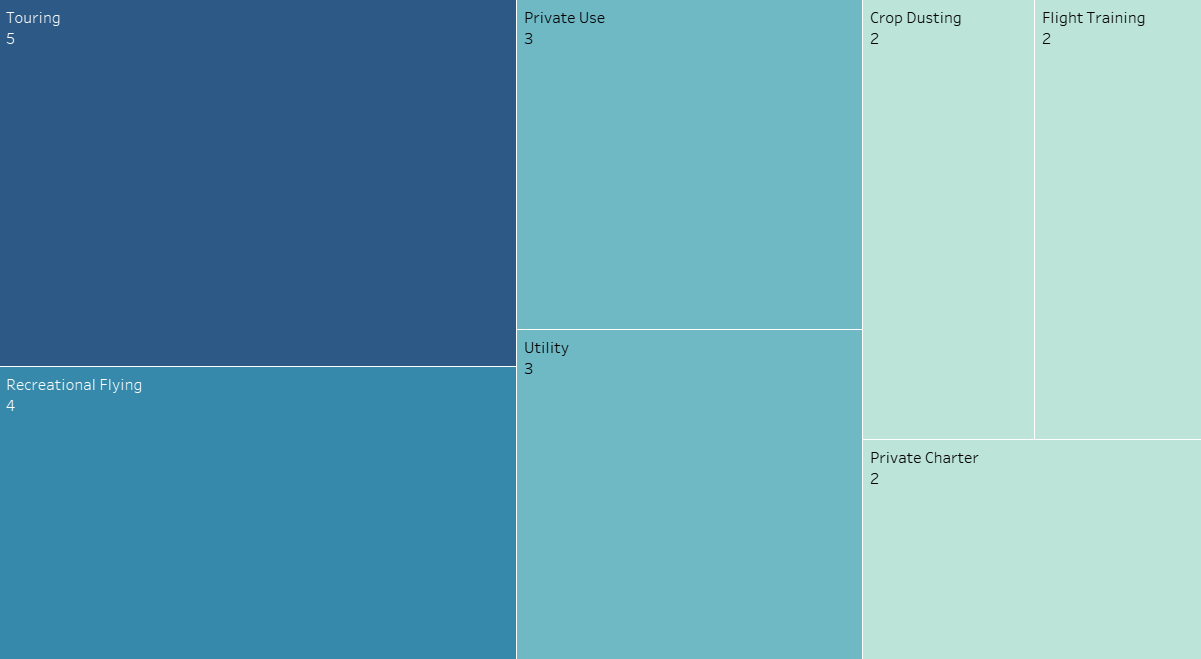 Touring
5
Recreational Flying
4
Private Use
3
Utility
3
Crop Dusting
2
Flight Training
2
Private Charter
2